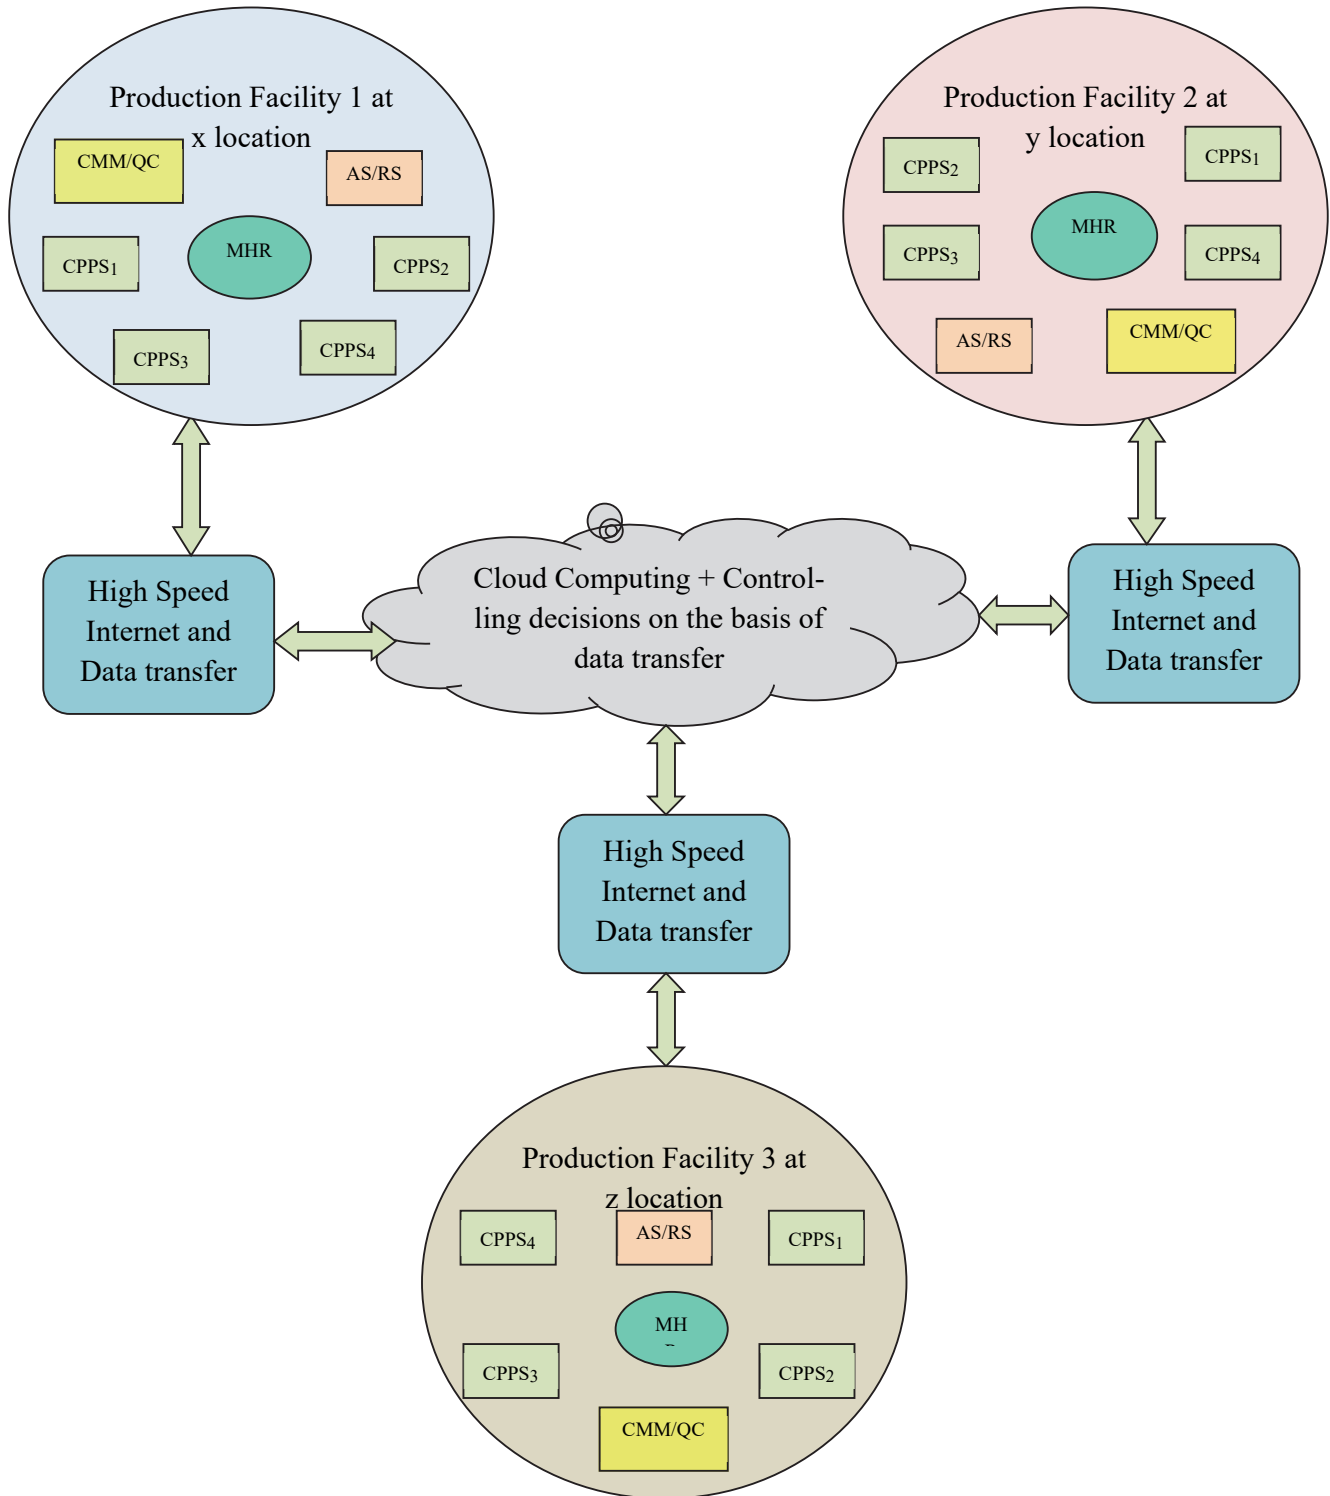 Production Facility 1 at
x location
CMM/QC
AS/RS
MHR
CPPS1
CPPS2
CPPS3
CPPS4
Production Facility 2 at
y location
CPPS2
CPPS1
MHR
CPPS3
CPPS4
AS/RS
CMM/QC
High Speed
Internet and
Data transfer
Cloud Computing + Control-
ling decisions on the basis of
data transfer
High Speed
Internet and
Data transfer
High Speed
Internet and
Data transfer
Production Facility 3 at
z location
CPPS4
AS/RS
CPPS1
MH
CPPS3
CPPS2
CMM/QC